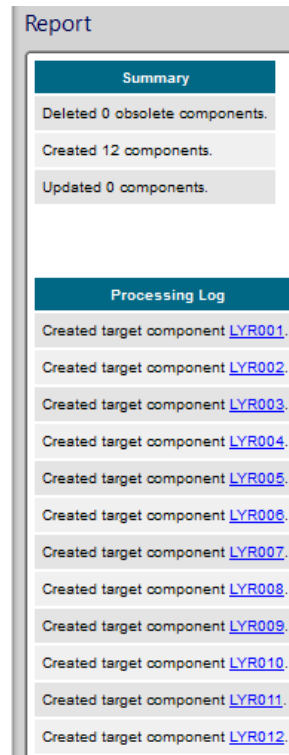 Report
Summary
Deleted 0 obsolete components.
Created 12 components.
Updated 0 components.
Processing Log
Created target component LYR001.
Created target component LYR002.
Created target component LYR003.
Created target component LYR004.
Created target component LYR005.
Created target component LYR006.
Created target component LYR007.
Created target component LYR008.
Created target component LYR009.
Created target component LYR010.
Created target component LYR011.
Created target component LYR012.